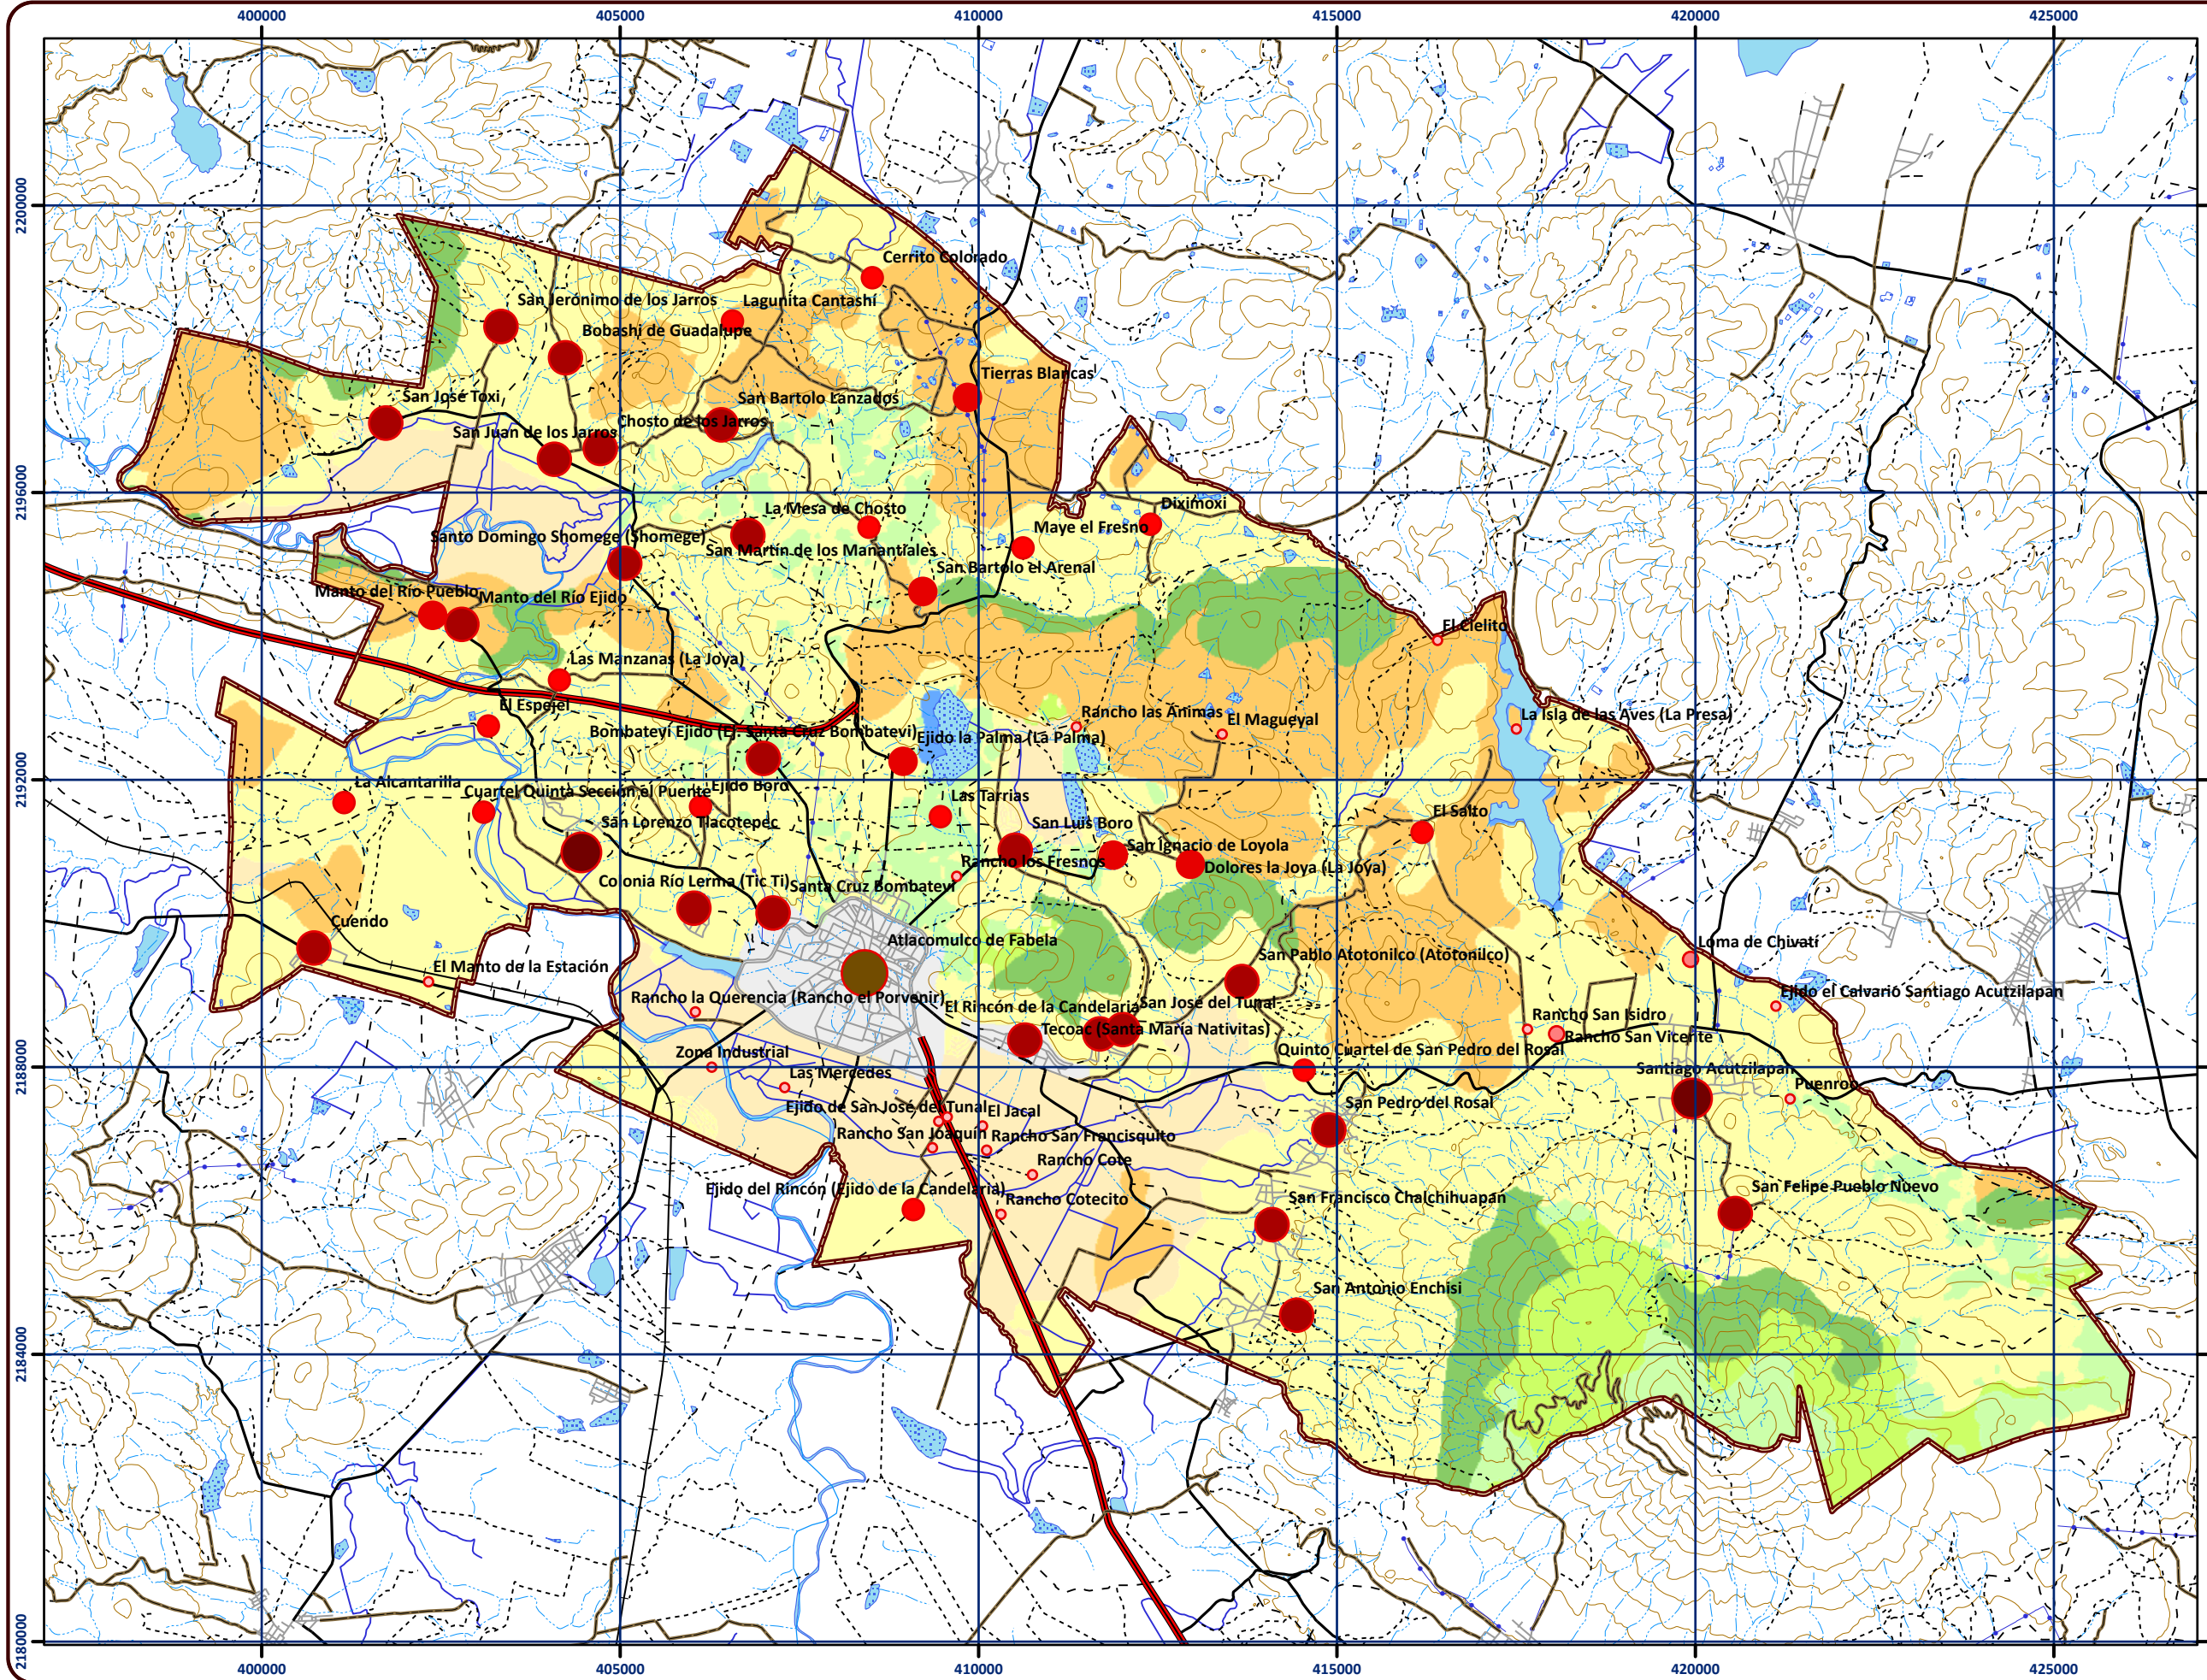 400000 405000 410000 415000 420000 425000
2200000
Cerrito Colorado
San Jerónimo de los Jarros
Lagunita Cantashí
Bobashi de Guadalupe
Tierras Blancas
San José Toxi
San Bartolo Lanzados
Chosto de los Jarros
San Juan de los Jarros
2196000
Diximoxi
La Mesa de Chosto
Maye el Fresno
Santo Domingo Shomege (Shomege)
San Martín de los Manantiales
San Bartolo el Arenal
Manto del Río Pueblo
Manto del Río Ejido
El Cielito
Las Manzanas (La Joya)
El Espejel
Rancho las Ánimas
El Magueyal
La Isla de las Aves (La Presa)
Bombateví Ejido (Ej. Santa Cruz Bombateví)
Ejido la Palma (La Palma)
2192000
La Alcantarilla
Cuartel Quinta Sección el Puente
Ejido Boro
Las Tarrias
El Salto
San Lorenzo Tlacotepec
San Luis Boro
San Ignacio de Loyola
Rancho los Fresnos
Dolores la Joya (La Joya)
Colonia Río Lerma (Tic Ti)
Santa Cruz Bombateví
Cuendo
Atlacomulco de Fabela
Loma de Chivatí
San Pablo Atotonilco (Atotonilco)
El Manto de la Estación
Ejido el Calvario Santiago Acutzilapan
Rancho la Querencia (Rancho el Porvenir)
El Rincón de la Candelaria
San José del Tunal
Rancho San Isidro
Tecoac (Santa María Nativitas)
Rancho San Vicente
Quinto Cuartel de San Pedro del Rosal
Zona Industrial
2188000
Las Mercedes
Santiago Acutzilapan
Puenroo
San Pedro del Rosal
Ejido de San José del Tunal
El Jacal
Rancho San Joaquín
Rancho San Francisquito
Rancho Cote
Ejido del Rincón (Ejido de la Candelaria)
Rancho Cotecito
San Felipe Pueblo Nuevo
San Francisco Chalchihuapan
San Antonio Enchisi
2184000
2180000
400000 405000 410000 415000 420000 425000